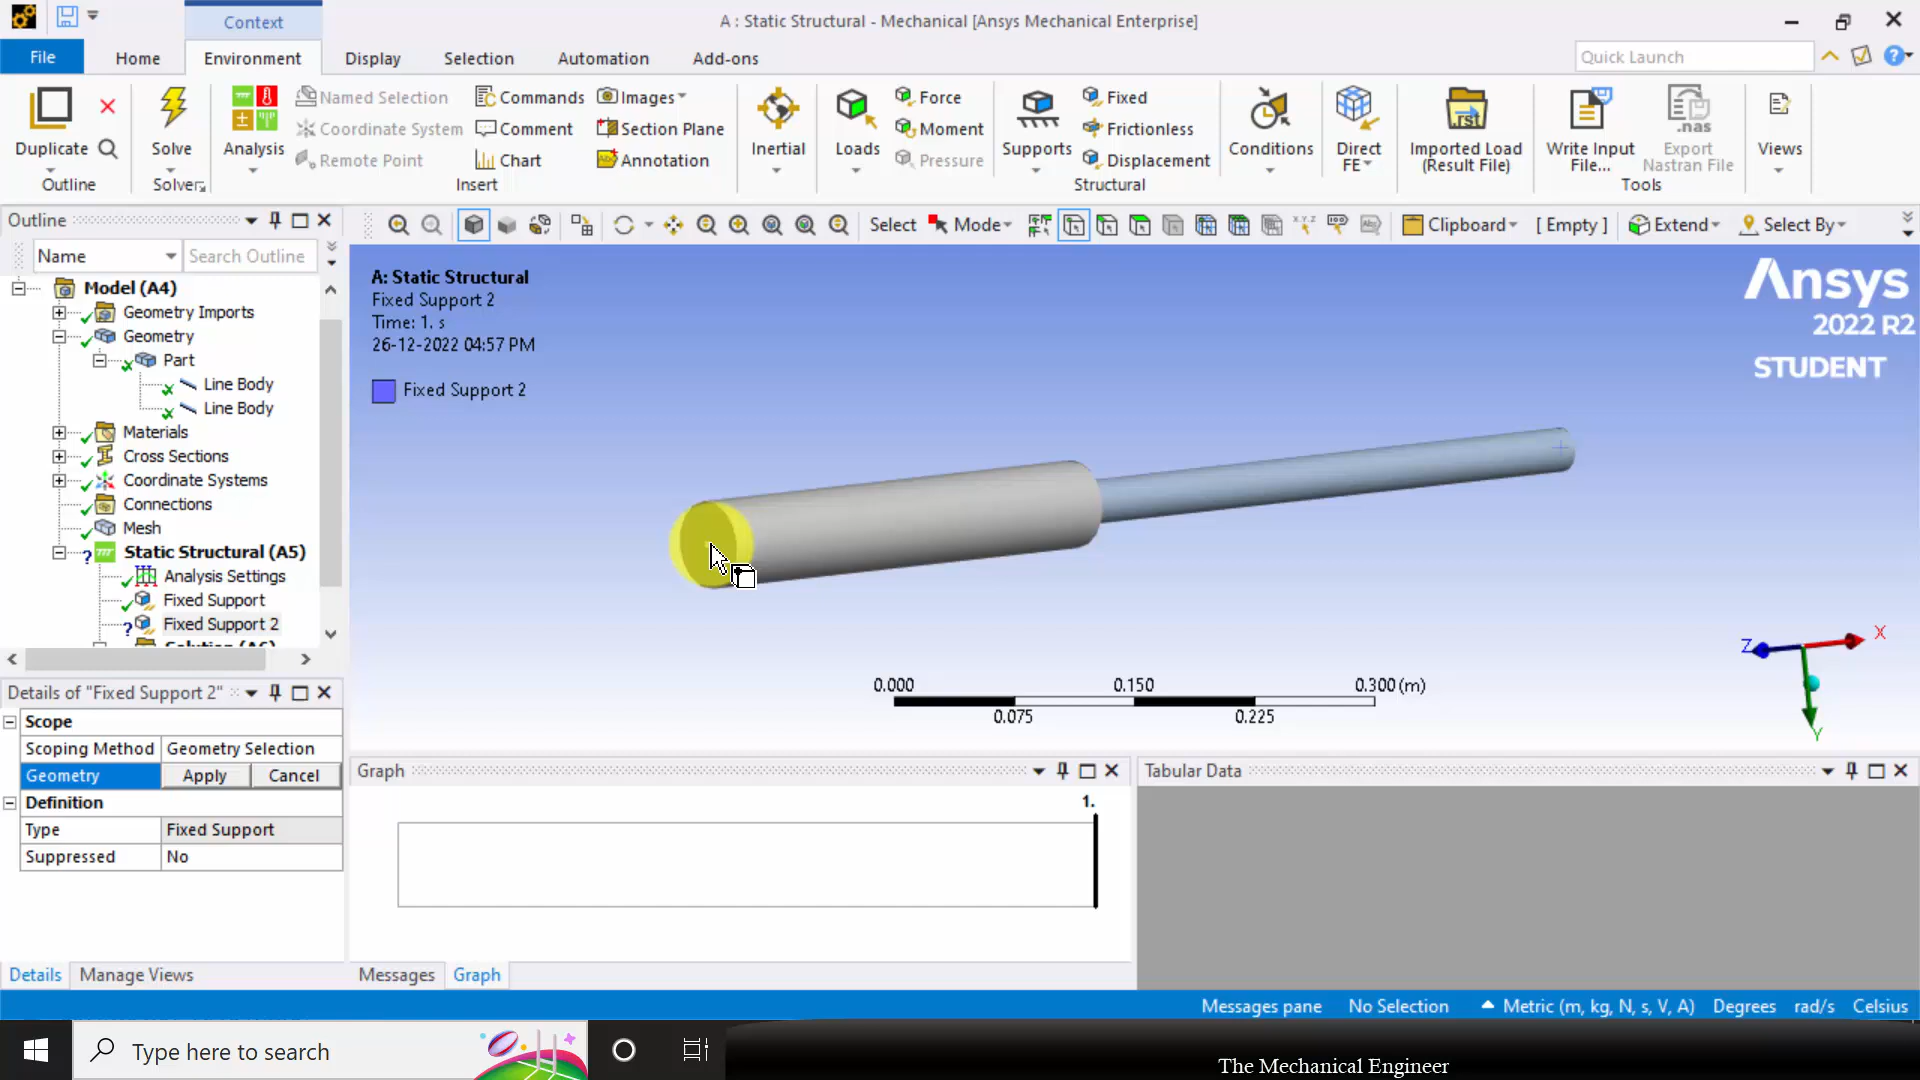 Context
A : Static Structural - Mechanical [Ansys Mechanical Enterprise]
File
Home
Environment
Display
Selection
Automation
Add-ons
Quick Launch
Duplicate
Outline
Solve
Solver
Analysis
Named Selection
Coordinate System
Remote Point
Commands
Comment
Chart
Images
Section Plane
Annotation
Insert
Inertial
Loads
Force
Moment
Pressure
Supports
Fixed
Frictionless
Displacement
Structural
Conditions
Direct
FE
.rst
Imported Load
(Result File)
Write Input
File...
.nas
Export
Nastran File
Tools
Views
Outline
Name
Search Outline
Select
Mode
Clipboard
[ Empty ]
Extend
Select By
Model (A4)
Geometry Imports
Geometry
Part
Line Body
Line Body
Materials
Cross Sections
Coordinate Systems
Connections
Mesh
Static Structural (A5)
Analysis Settings
Fixed Support
Fixed Support 2
Solution (A6)
A: Static Structural
Fixed Support 2
Time: 1. s
26-12-2022 04:57 PM
Fixed Support 2
Ansys
2022 R2
STUDENT
0.000
0.150
0.300 (m)
0.075
0.225
Z
X
Y
Details of "Fixed Support 2"
Scope
Scoping Method
Geometry Selection
Geometry
Apply
Cancel
Definition
Type
Fixed Support
Suppressed
No
Details
Manage Views
Graph
1.
Messages
Graph
Tabular Data
Messages pane
No Selection
Metric (m, kg, N, s, V, A)
Degrees
rad/s
Celsius
Type here to search
The Mechanical Engineer